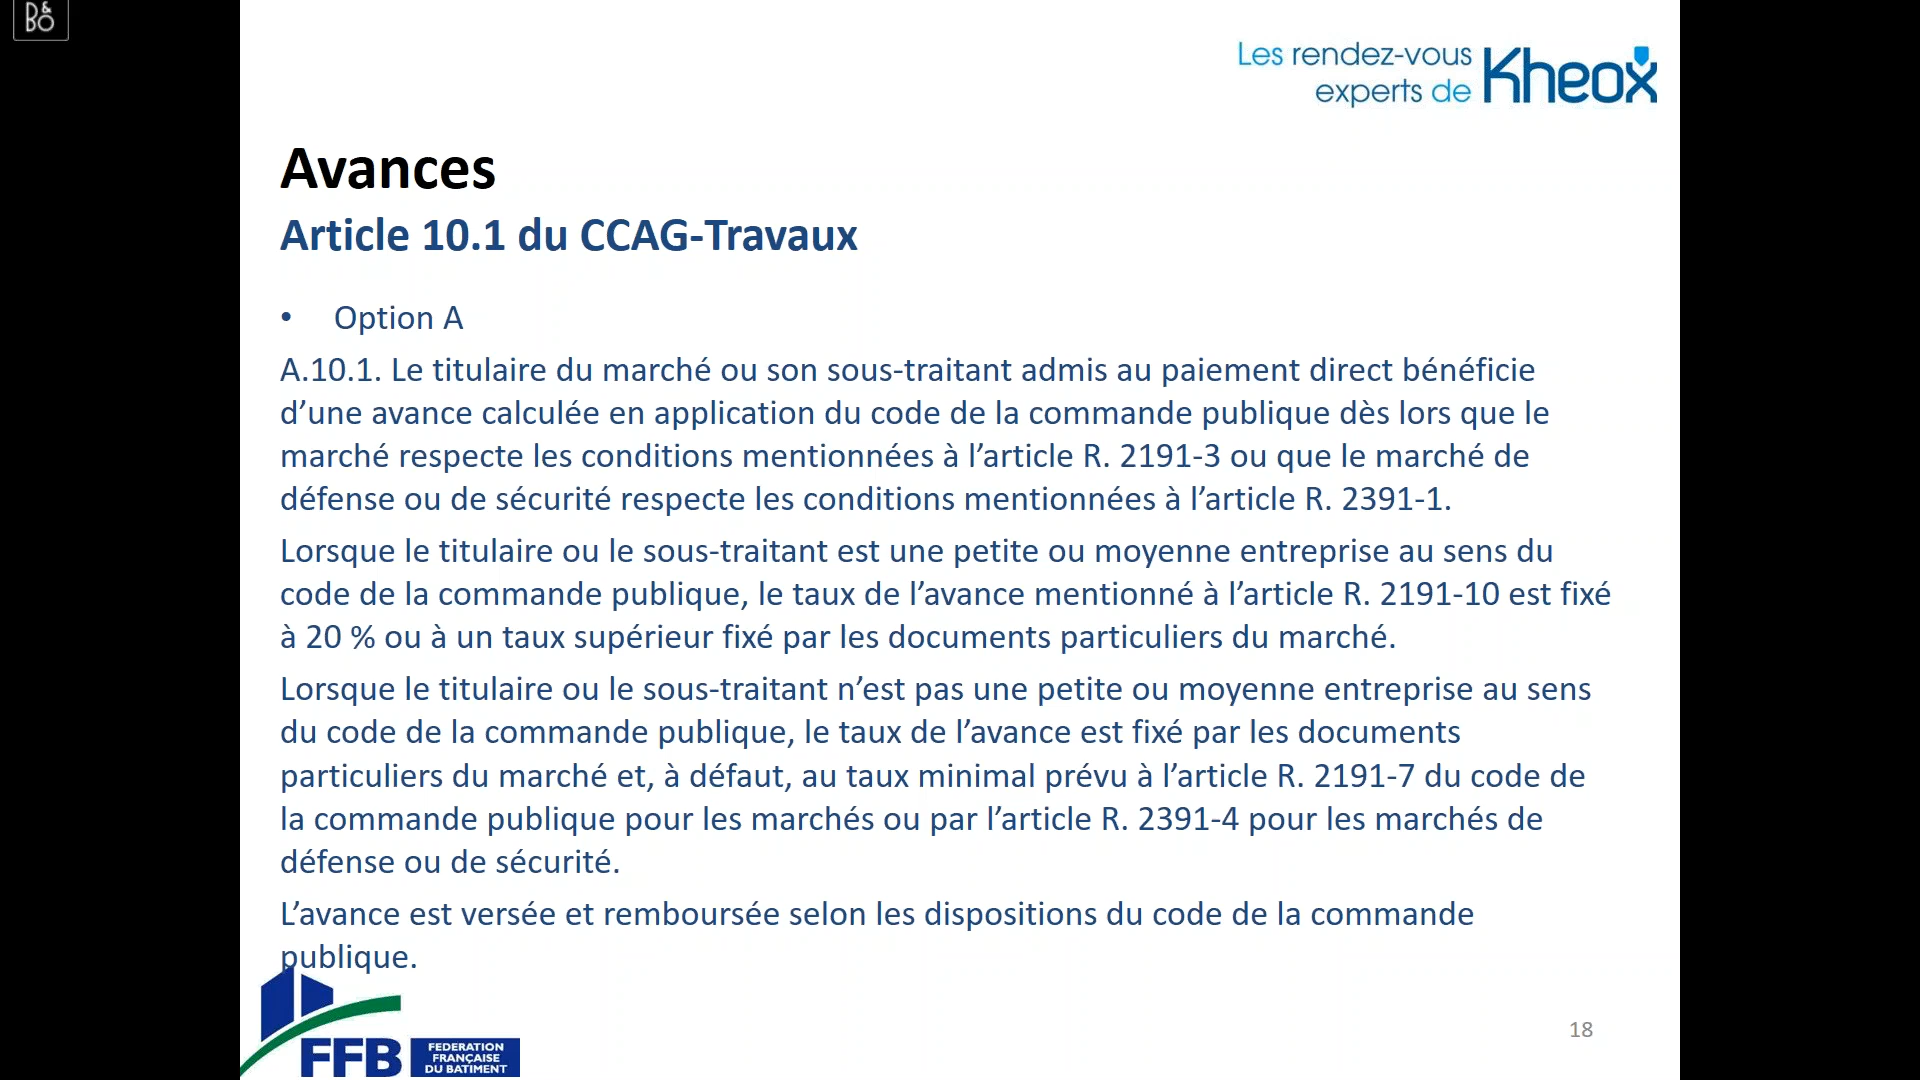 B&O
Les rendez-vous
experts de Kheox
Avances
Article 10.1 du CCAG-Travaux
• Option A
A.10.1. Le titulaire du marché ou son sous-traitant admis au paiement direct bénéficie
d’une avance calculée en application du code de la commande publique dès lors que le
marché respecte les conditions mentionnées à l’article R. 2191-3 ou que le marché de
défense ou de sécurité respecte les conditions mentionnées à l’article R. 2391-1.
Lorsque le titulaire ou le sous-traitant est une petite ou moyenne entreprise au sens du
code de la commande publique, le taux de l’avance mentionné à l’article R. 2191-10 est fixé
à 20 % ou à un taux supérieur fixé par les documents particuliers du marché.
Lorsque le titulaire ou le sous-traitant n’est pas une petite ou moyenne entreprise au sens
du code de la commande publique, le taux de l’avance est fixé par les documents
particuliers du marché et, à défaut, au taux minimal prévu à l’article R. 2191-7 du code de
la commande publique pour les marchés ou par l’article R. 2391-4 pour les marchés de
défense ou de sécurité.
L’avance est versée et remboursée selon les dispositions du code de la commande
publique.
FFB
FEDERATION
FRANÇAISE
DU BATIMENT
18